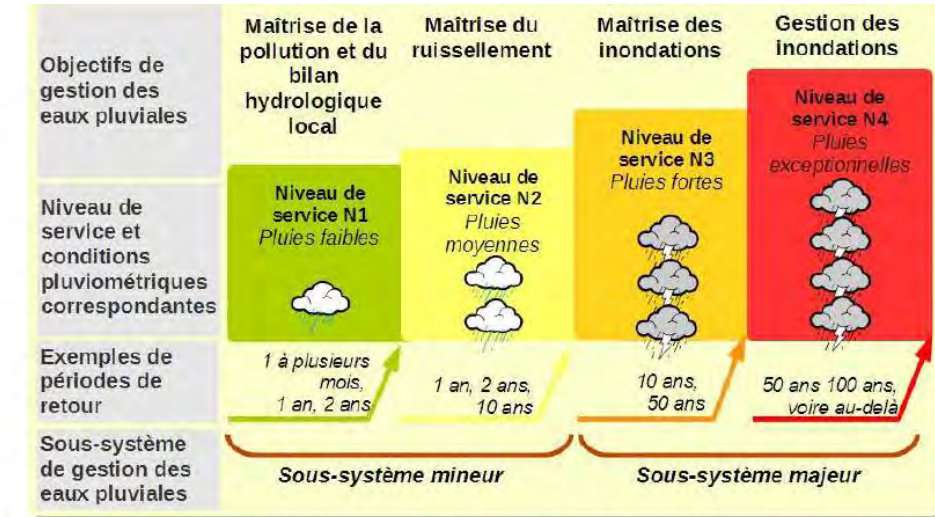 Objectifs de
gestion des
eaux pluviales
Maîtrise de la
pollution et du
bilan
hydrologique
local
Maîtrise du
ruissellement
Maîtrise des
inondations
Gestion des
inondations
Niveau de
service et
conditions
pluviométriques
correspondantes
Niveau de
service N1
Pluies faibles
Niveau de
service N2
Pluies
moyennes
Niveau de
service N3
Pluies fortes
Niveau de
service N4
Pluies
exceptionnelles
Exemples de
périodes de
retour
1 à plusieurs
mois,
1 an, 2 ans
1 an, 2 ans,
10 ans
10 ans,
50 ans
50 ans 100 ans,
voire au-delà
Sous-système
de gestion des
eaux pluviales
Sous-système mineur
Sous-système majeur